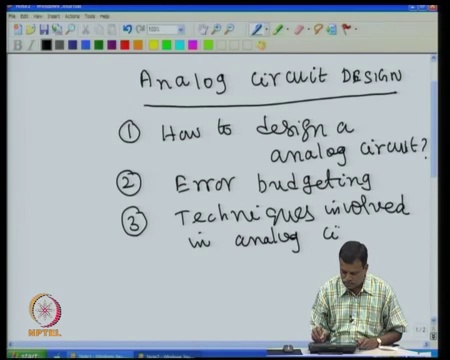 Analog circuit DESIGN
① How to design a
analog circuit?
② Error budgeting
③ Techniques involved
in analog ci
File Edit View Insert Actions Tools Help
NPTEL
start